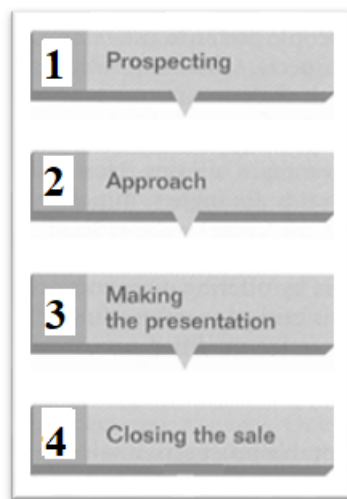 1 Prospecting
2 Approach
3 Making
the presentation
4 Closing the sale